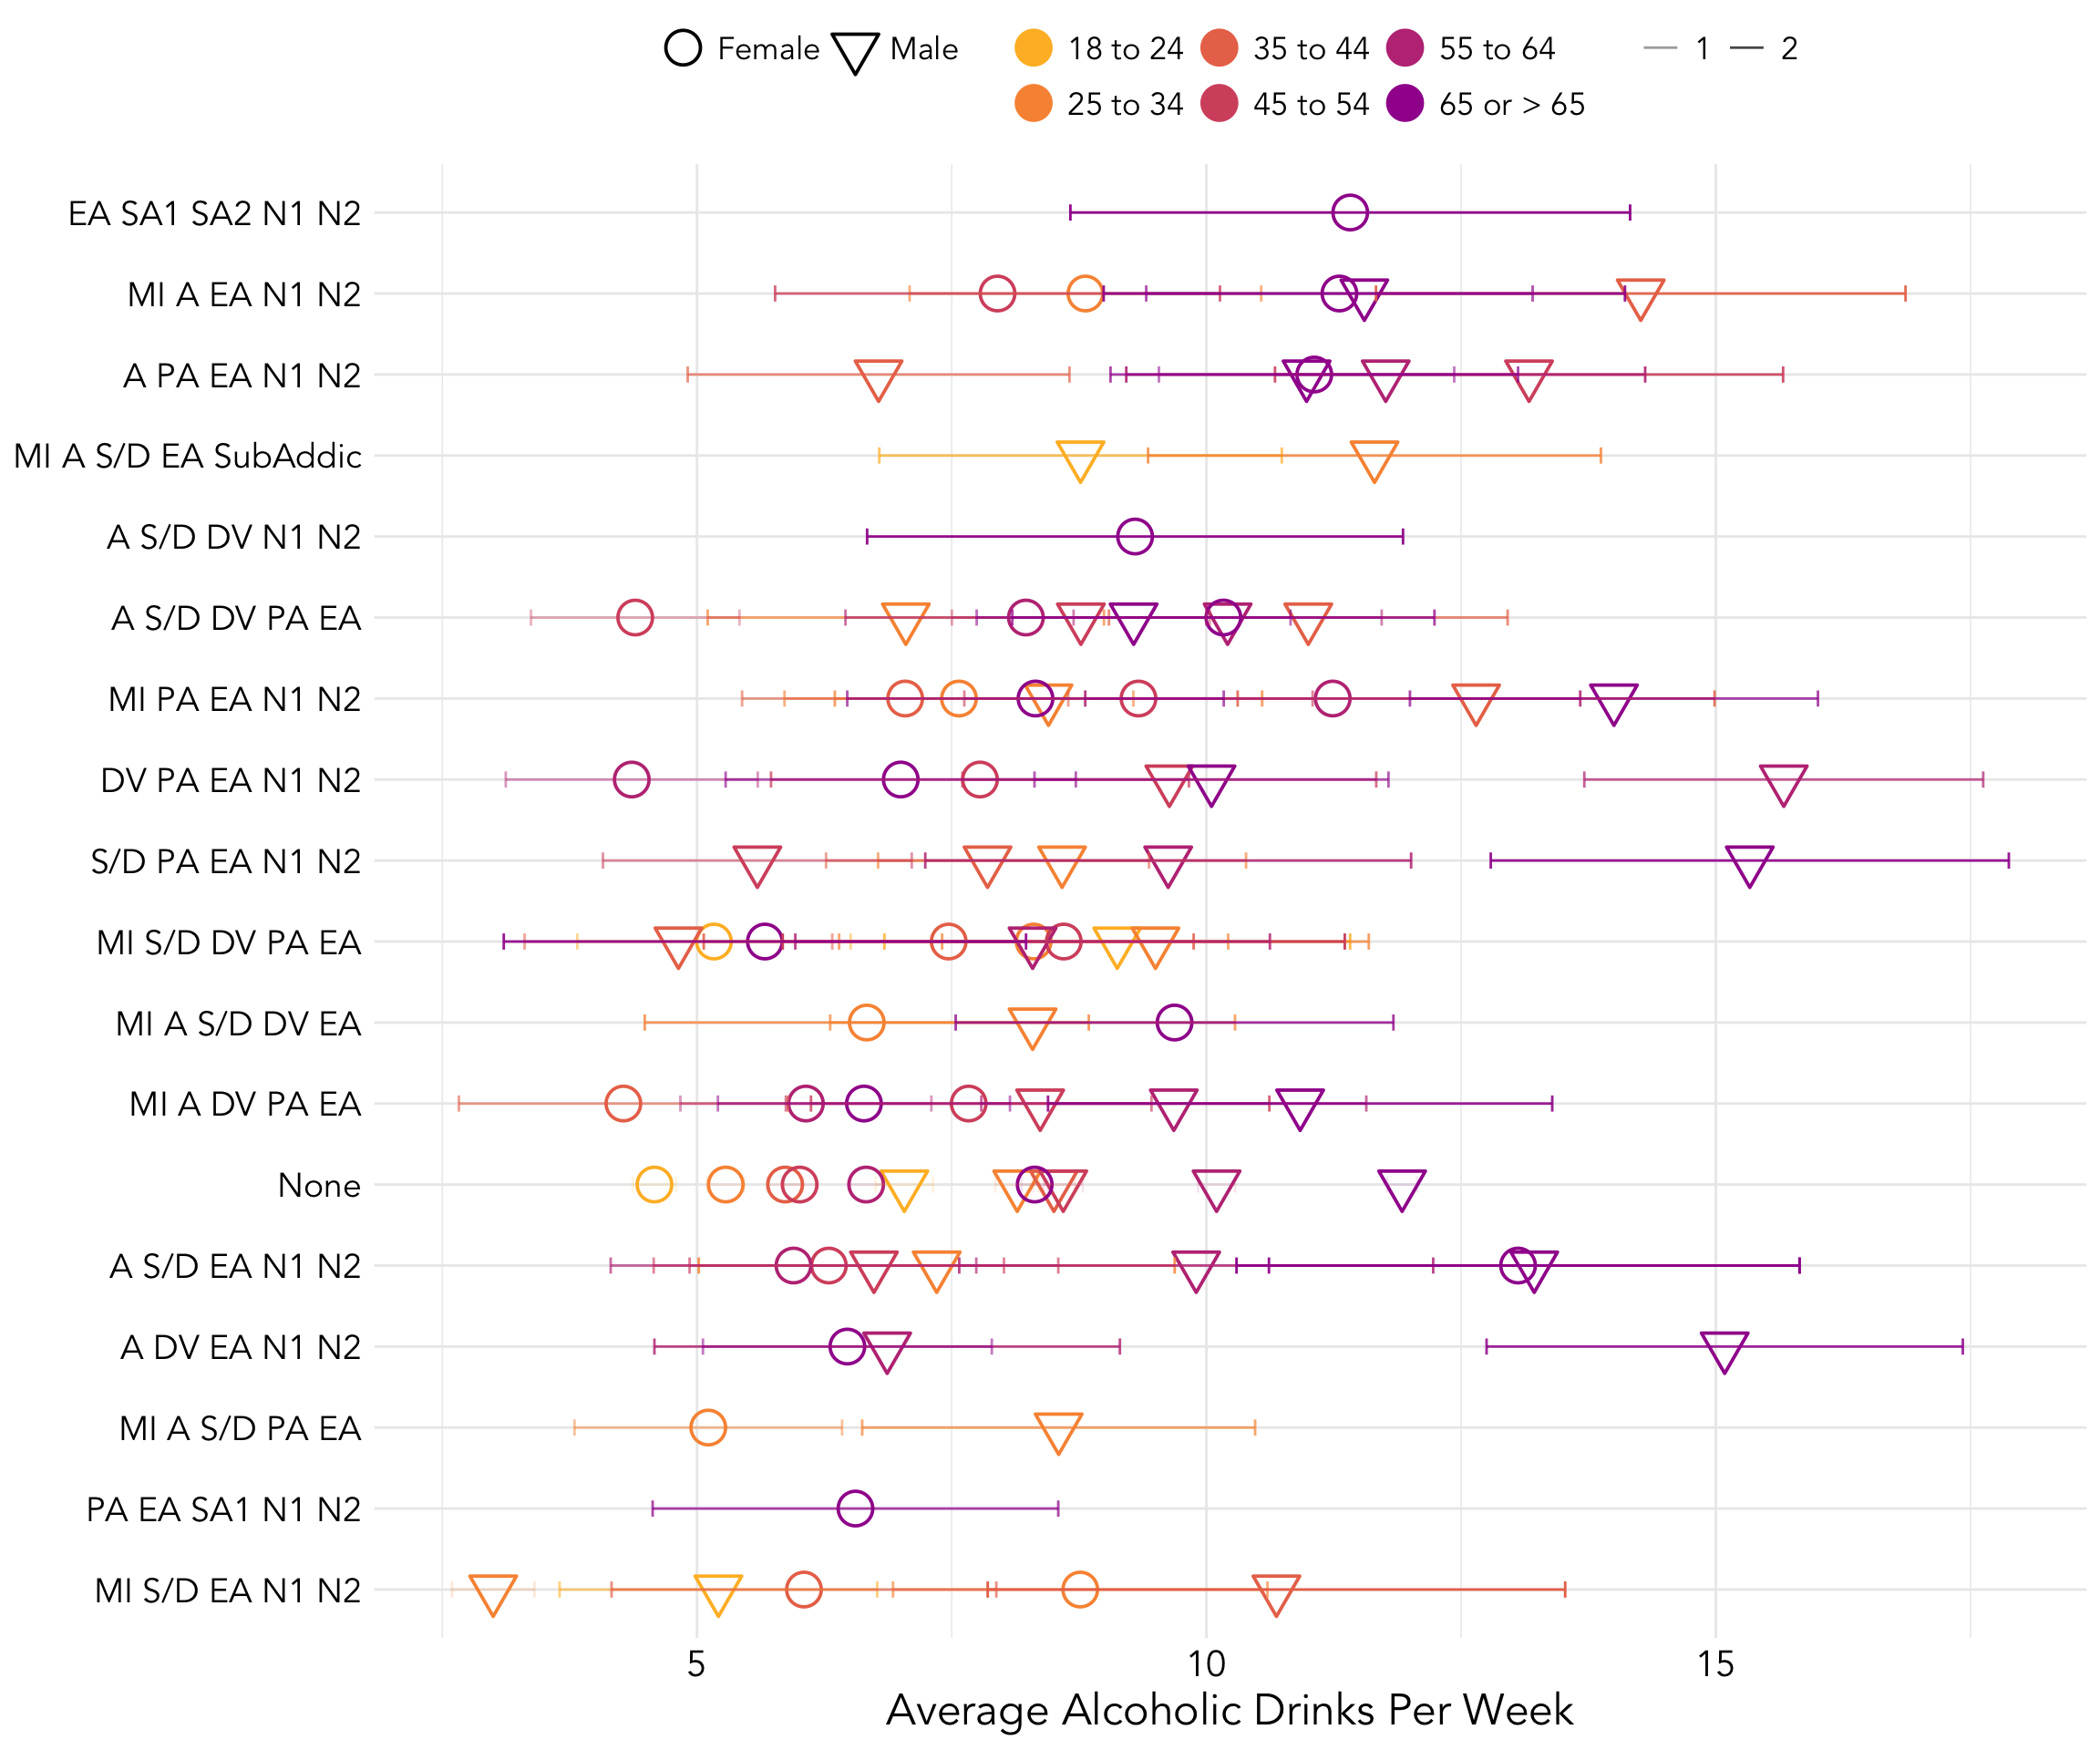 Female Male 18 to 24 35 to 44 55 to 64 1 2
25 to 34 45 to 54 65 or > 65
EA SA1 SA2 N1 N2
MI A EA N1 N2
A PA EA N1 N2
MI A S/D EA SubAddic
A S/D DV N1 N2
A S/D DV PA EA
MI PA EA N1 N2
DV PA EA N1 N2
S/D PA EA N1 N2
MI S/D DV PA EA
MI A S/D DV EA
MI A DV PA EA
None
A S/D EA N1 N2
A DV EA N1 N2
MI A S/D PA EA
PA EA SA1 N1 N2
MI S/D EA N1 N2
5 10 15
Average Alcoholic Drinks Per Week